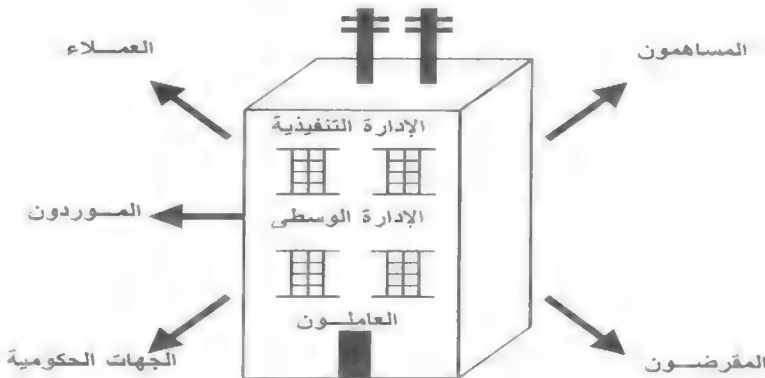 المساهمون
العمـــلاء
الإدارة التنفيذية
الإدارة الوسطى
المـــوردون
العاملـــون
المقرضـــون
الجهات الحكومية